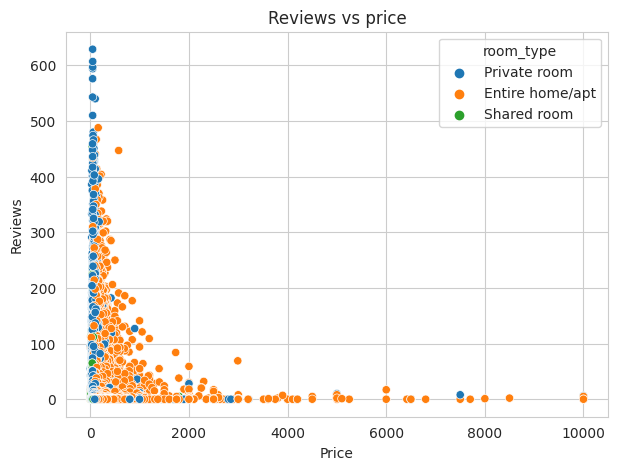 Reviews vs price
room_type
Private room
Entire home/apt
Shared room
Reviews
600
500
400
300
200
100
0
0 2000 4000 6000 8000 10000
Price